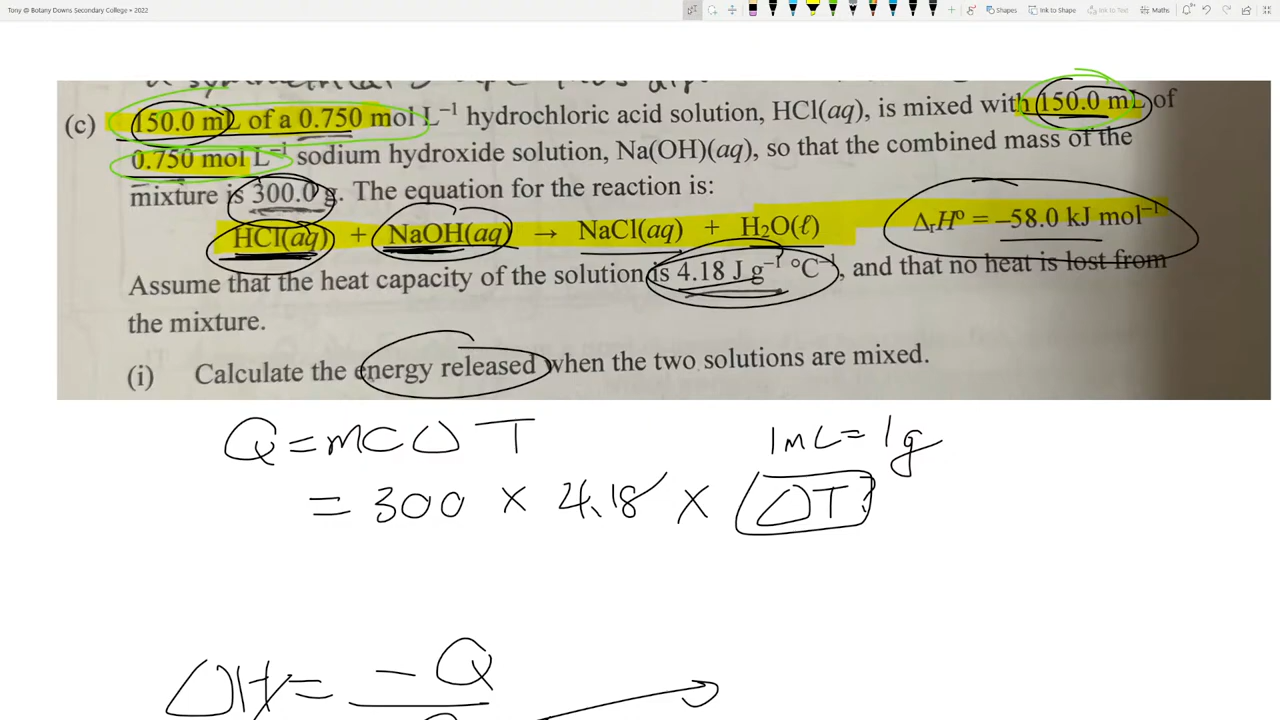 Tony @ Botany Downs Secondary College • 2022
Shapes Ink to Shape Ink to Text Maths
(c) 150.0 mL of a 0.750 mol L⁻¹ hydrochloric acid solution, HCl(aq), is mixed with 150.0 mL of
0.750 mol L⁻¹ sodium hydroxide solution, Na(OH)(aq), so that the combined mass of the
mixture is 300.0 g. The equation for the reaction is:
HCl(aq) + NaOH(aq) → NaCl(aq) + H₂O(ℓ) ΔᵣH° = –58.0 kJ mol⁻¹
Assume that the heat capacity of the solution is 4.18 J g⁻¹ °C⁻¹, and that no heat is lost from
the mixture.
(i) Calculate the energy released when the two solutions are mixed.
Q = mCΔT 1mL = 1g
= 300 × 4.18 × ΔT?
ΔH = -Q